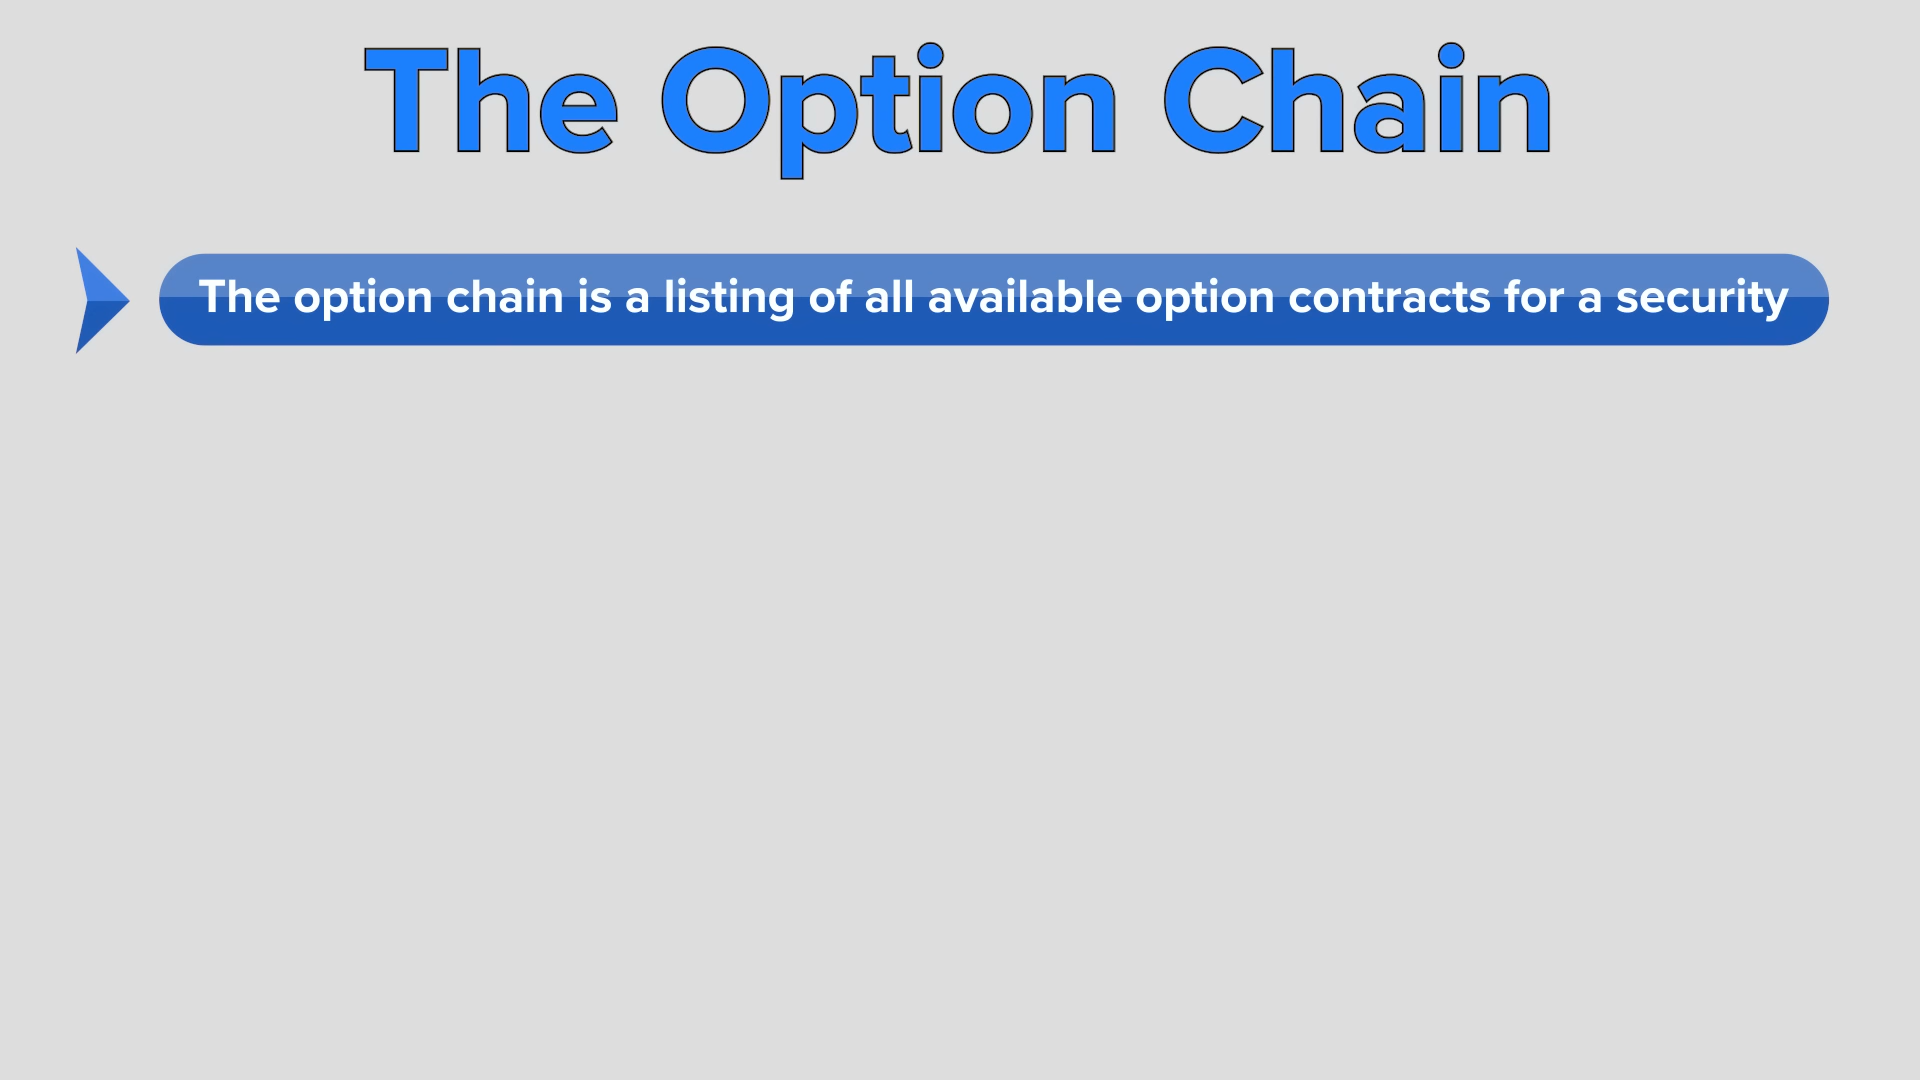 The Option Chain
The option chain is a listing of all available option contracts for a security